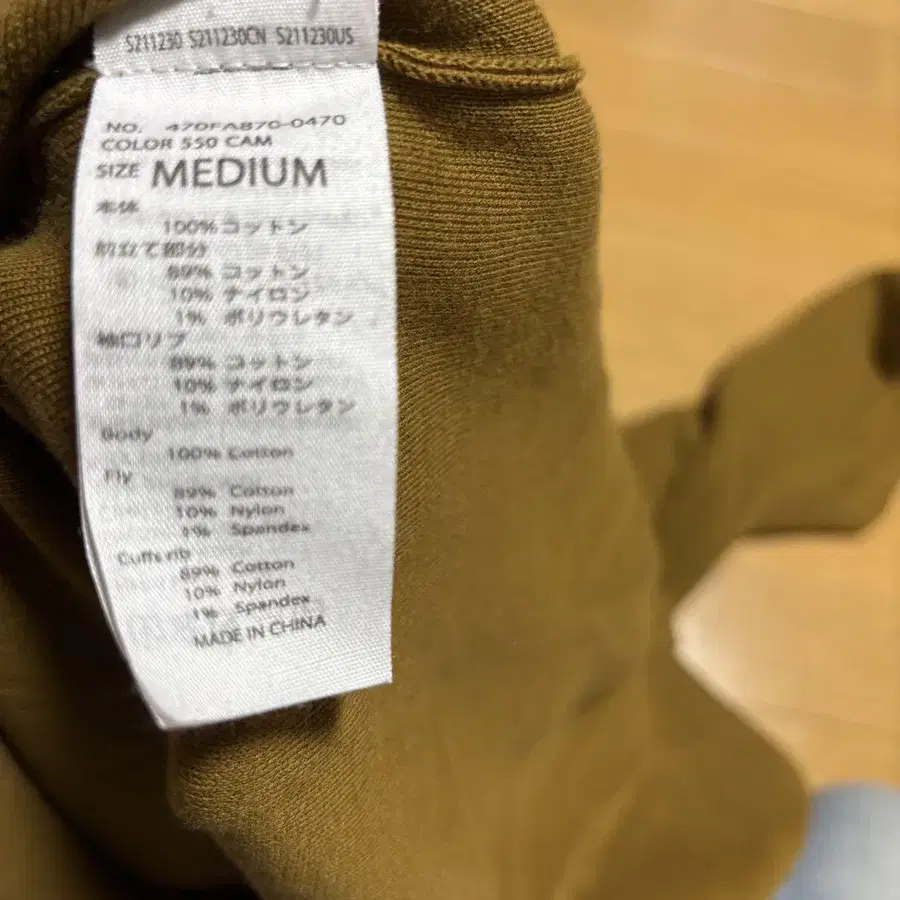 S211230 S211230CN S211230US
NO. 470FA870-0470
COLOR 550 CAM
SIZE MEDIUM
本体
100% コットン
前立て部分
89% コットン
10% ナイロン
1% ポリウレタン
袖口リブ
89% コットン
10% ナイロン
1% ポリウレタン
Body
100% Cotton
Fly
89% Cotton
10% Nylon
1% Spandex
Cuffs rib
89% Cotton
10% Nylon
1% Spandex
MADE IN CHINA